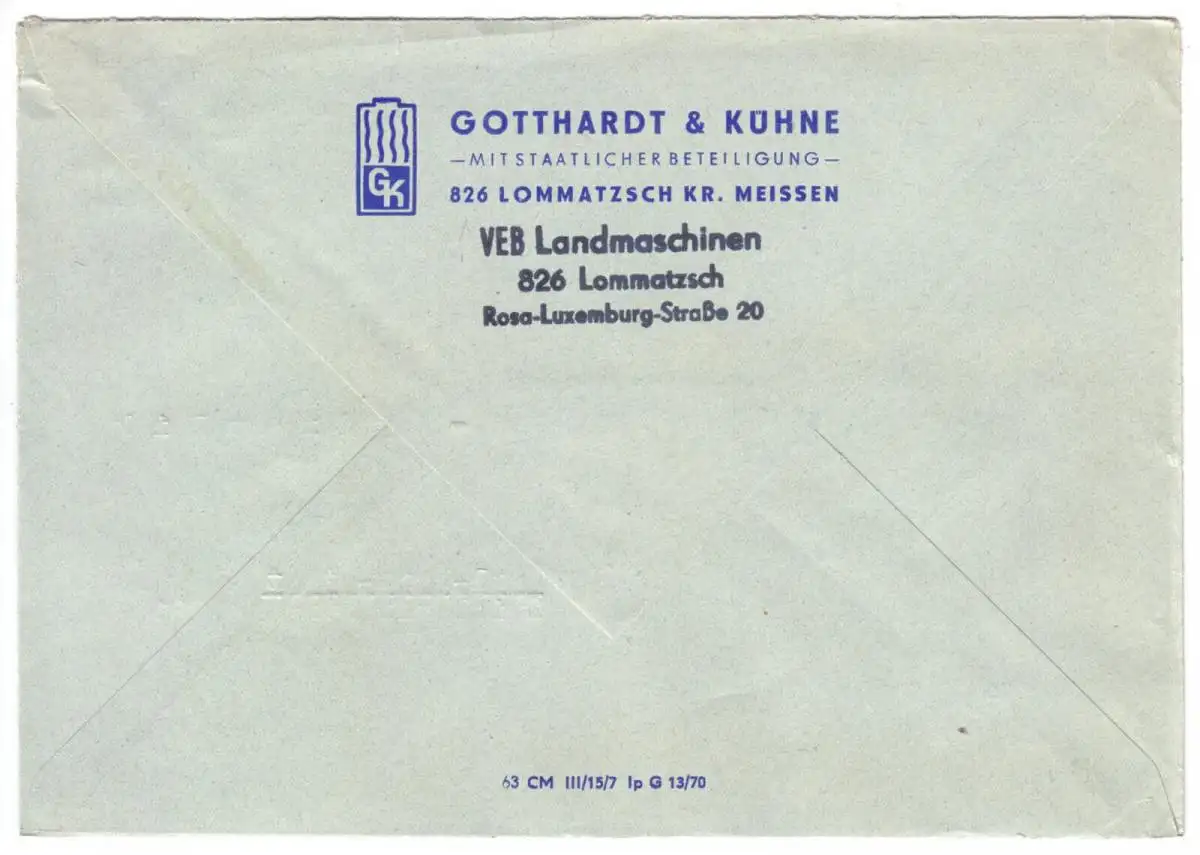 GK
GOTTHARDT & KÜHNE
—MIT STAATLICHER BETEILIGUNG—
826 LOMMATZSCH KR. MEISSEN
VEB Landmaschinen
826 Lommatzsch
Rosa-Luxemburg-Straße 20
63 CM III/15/7 Ip G 13/70